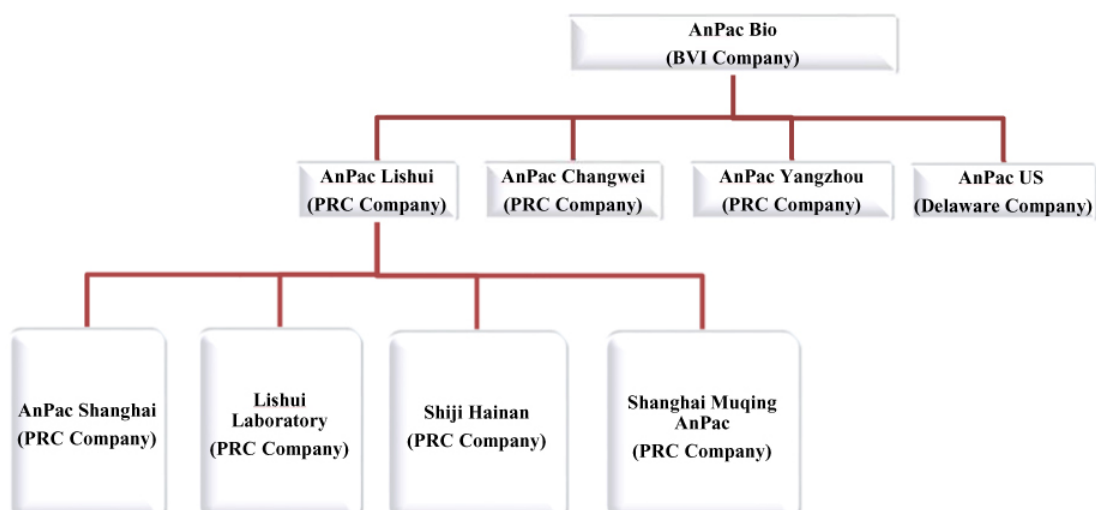 AnPac Bio
(BVI Company)
AnPac Lishui
(PRC Company)
AnPac Changwei
(PRC Company)
AnPac Yangzhou
(PRC Company)
AnPac US
(Delaware Company)
AnPac Shanghai
(PRC Company)
Lishui
Laboratory
(PRC Company)
Shiji Hainan
(PRC Company)
Shanghai Muqing
AnPac
(PRC Company)